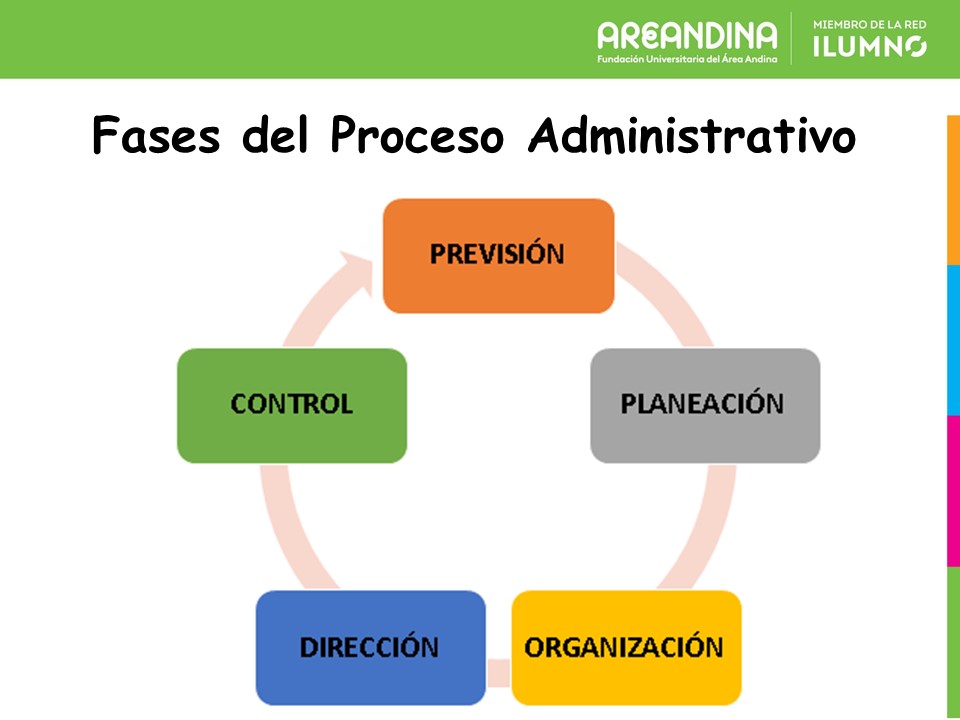 AREANDINA
Fundación Universitaria del Área Andina
MIEMBRO DE LA RED
ILUMNO
Fases del Proceso Administrativo
PREVISIÓN
CONTROL
PLANEACIÓN
DIRECCIÓN
ORGANIZACIÓN